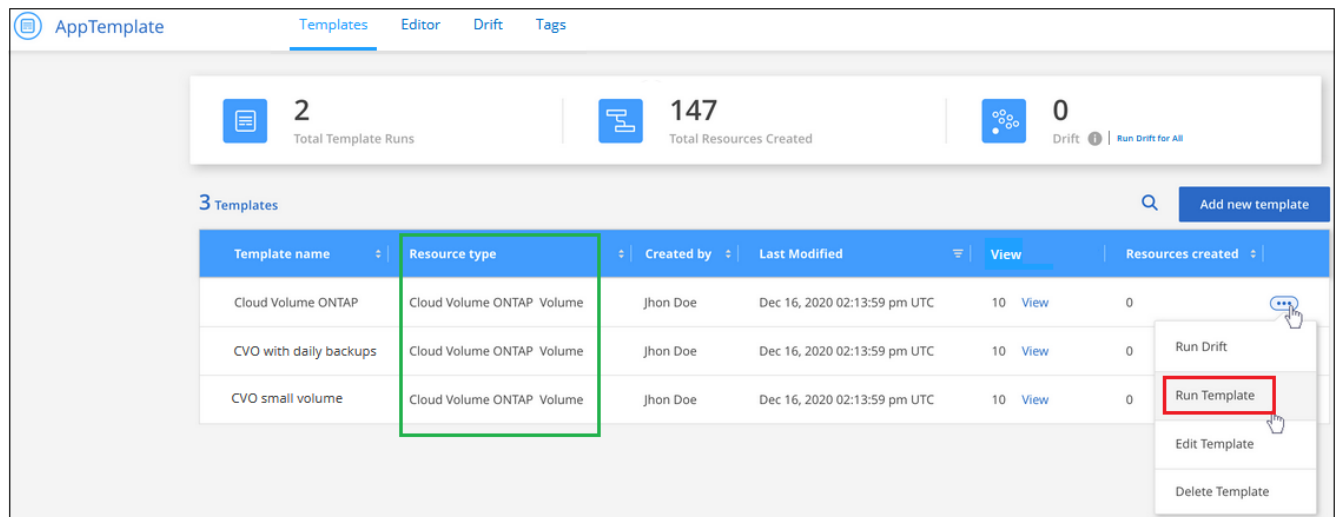 AppTemplate Templates Editor Drift Tags
2 147 0
Total Template Runs Total Resources Created Drift Run Drift for All
3 Templates Add new template
Template name Resource type Created by Last Modified View Resources created
Cloud Volume ONTAP Cloud Volume ONTAP Volume Jhon Doe Dec 16, 2020 02:13:59 pm UTC 10 View 0
Run Drift
CVO with daily backups Cloud Volume ONTAP Volume Jhon Doe Dec 16, 2020 02:13:59 pm UTC 10 View 0
Run Template
CVO small volume Cloud Volume ONTAP Volume Jhon Doe Dec 16, 2020 02:13:59 pm UTC 10 View 0
Edit Template
Delete Template